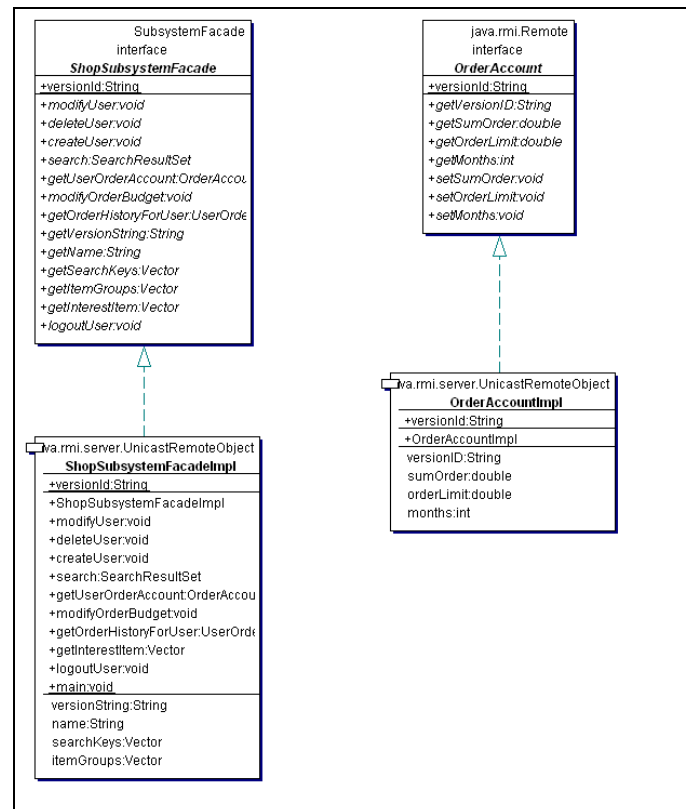 SubsystemFacade
interface
ShopSubsystemFacade
+versionId:String
+modifyUser:void
+deleteUser:void
+createUser:void
+search:SearchResultSet
+getUserOrderAccount:OrderAccou
+modifyOrderBudget:void
+getOrderHistoryForUser:UserOrde
+getVersionString:String
+getName:String
+getSearchKeys:Vector
+getItemGroups:Vector
+getInterestItem:Vector
+logoutUser:void
java.rmi.Remote
interface
OrderAccount
+versionId:String
+getVersionID:String
+getSumOrder:double
+getOrderLimit:double
+getMonths:int
+setSumOrder:void
+setOrderLimit:void
+setMonths:void
va.rmi.server.UnicastRemoteObject
ShopSubsystemFacadeImpl
+versionId:String
+ShopSubsystemFacadeImpl
+modifyUser:void
+deleteUser:void
+createUser:void
+search:SearchResultSet
+getUserOrderAccount:OrderAccou
+modifyOrderBudget:void
+getOrderHistoryForUser:UserOrde
+getInterestItem:Vector
+logoutUser:void
+main:void
versionString:String
name:String
searchKeys:Vector
itemGroups:Vector
va.rmi.server.UnicastRemoteObject
OrderAccountImpl
+versionId:String
+OrderAccountImpl
versionID:String
sumOrder:double
orderLimit:double
months:int